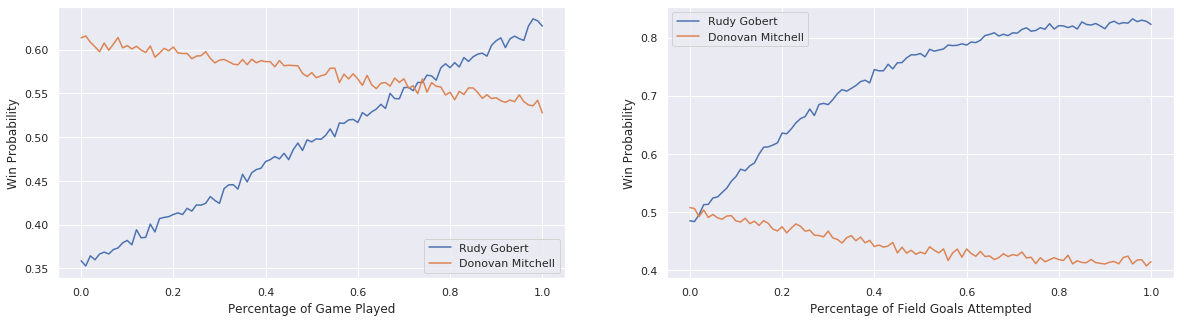 0.60
0.55
0.50
0.45
0.40
0.35
Win Probability
Rudy Gobert
Donovan Mitchell
0.0 0.2 0.4 0.6 0.8 1.0
Percentage of Game Played
Rudy Gobert
Donovan Mitchell
0.8
0.7
0.6
0.5
0.4
Win Probability
0.0 0.2 0.4 0.6 0.8 1.0
Percentage of Field Goals Attempted